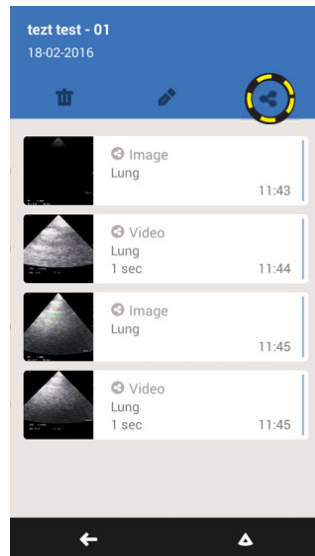 tezt test - 01
18-02-2016
Image
Lung
11:43
Video
Lung
1 sec
11:44
Image
Lung
11:45
Video
Lung
1 sec
11:45